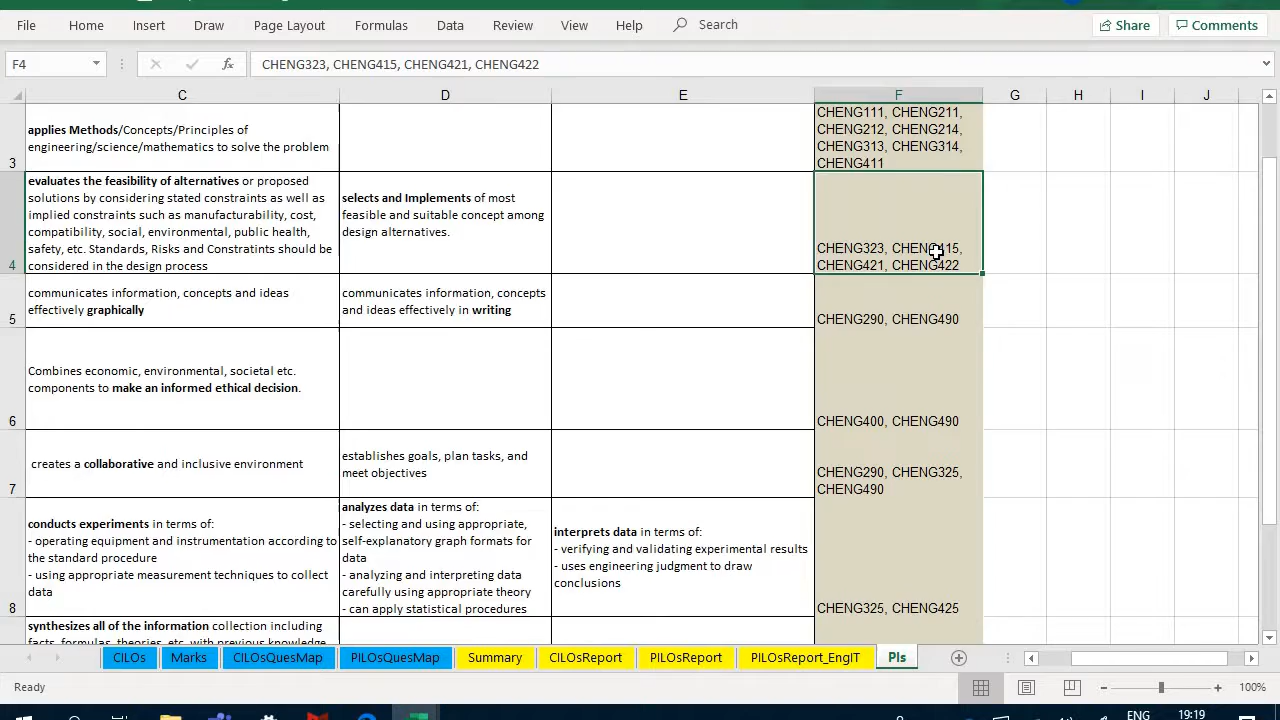 File Home Insert Draw Page Layout Formulas Data Review View Help Search Share Comments
F4 fx CHENG323, CHENG415, CHENG421, CHENG422
C D E F G H I J
3
applies Methods/Concepts/Principles of
engineering/science/mathematics to solve the problem
CHENG111, CHENG211,
CHENG212, CHENG214,
CHENG313, CHENG314,
CHENG411
4
evaluates the feasibility of alternatives or proposed
solutions by considering stated constraints as well as
implied constraints such as manufacturability, cost,
compatibility, social, environmental, public health,
safety, etc. Standards, Risks and Constratints should be
considered in the design process
selects and Implements of most
feasible and suitable concept among
design alternatives.
CHENG323, CHENG415,
CHENG421, CHENG422
5
communicates information, concepts and ideas
effectively graphically
communicates information, concepts
and ideas effectively in writing
CHENG290, CHENG490
6
Combines economic, environmental, societal etc.
components to make an informed ethical decision.
CHENG400, CHENG490
7
creates a collaborative and inclusive environment
establishes goals, plan tasks, and
meet objectives
CHENG290, CHENG325,
CHENG490
8
conducts experiments in terms of:
- operating equipment and instrumentation according to
the standard procedure
- using appropriate measurement techniques to collect
data
analyzes data in terms of:
- selecting and using appropriate,
self-explanatory graph formats for
data
- analyzing and interpreting data
carefully using appropriate theory
- can apply statistical procedures
interprets data in terms of:
- verifying and validating experimental results
- uses engineering judgment to draw
conclusions
CHENG325, CHENG425
synthesizes all of the information collection including
facts, formulas, theories, etc. with previous knowledge
CILOs Marks CILOsQuesMap PILOsQuesMap Summary CILOsReport PILOsReport PILOsReport_EngIT PIs
Ready 100%
ENG 19:19